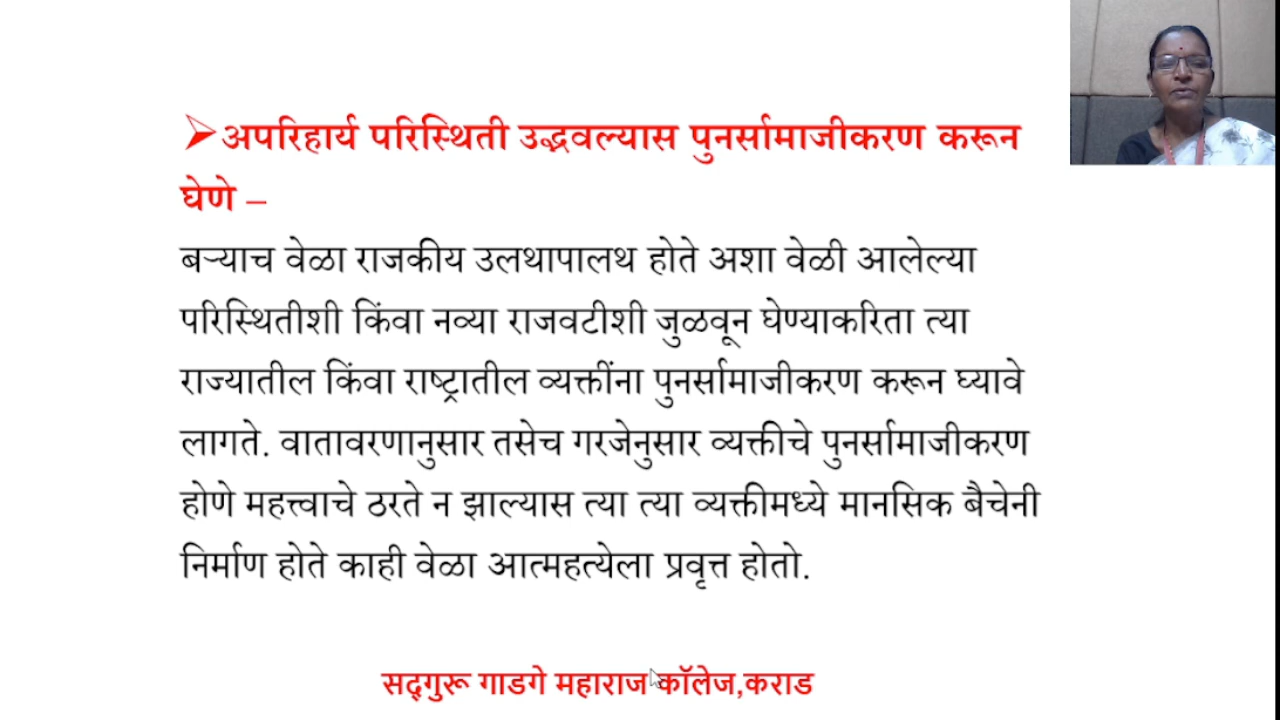 ➢अपरिहार्य परिस्थिती उद्भवल्यास पुनर्सामाजीकरण करून
घेणे –
बऱ्याच वेळा राजकीय उलथापालथ होते अशा वेळी आलेल्या
परिस्थितीशी किंवा नव्या राजवटीशी जुळवून घेण्याकरिता त्या
राज्यातील किंवा राष्ट्रातील व्यक्तींना पुनर्सामाजीकरण करून घ्यावे
लागते. वातावरणानुसार तसेच गरजेनुसार व्यक्तीचे पुनर्सामाजीकरण
होणे महत्त्वाचे ठरते न झाल्यास त्या त्या व्यक्तीमध्ये मानसिक बैचेनी
निर्माण होते काही वेळा आत्महत्येला प्रवृत्त होतो.
सद्‌गुरू गाडगे महाराज कॉलेज,कराड